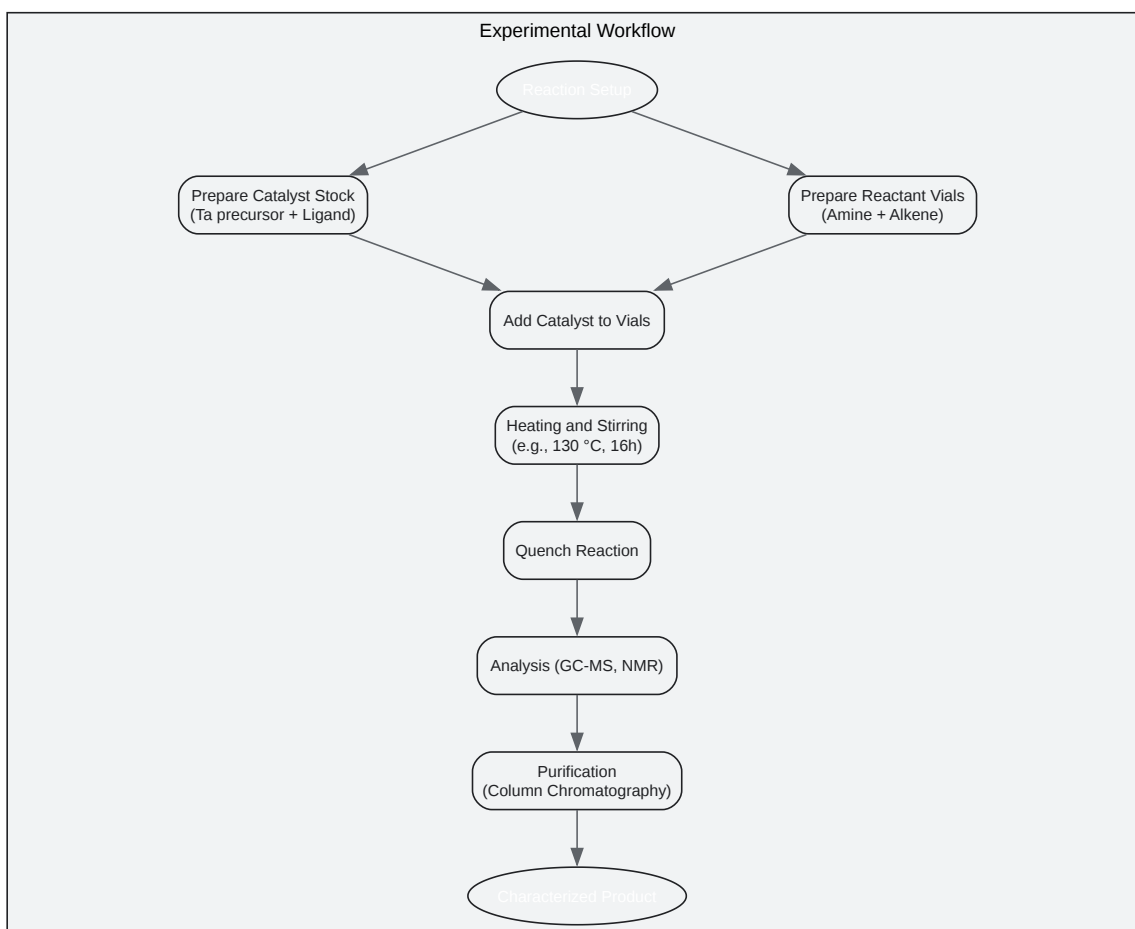 Experimental Workflow
Reaction Setup
Prepare Catalyst Stock
(Ta precursor + Ligand)
Prepare Reactant Vials
(Amine + Alkene)
Add Catalyst to Vials
Heating and Stirring
(e.g., 130 °C, 16h)
Quench Reaction
Analysis (GC-MS, NMR)
Purification
(Column Chromatography)
Characterized Product